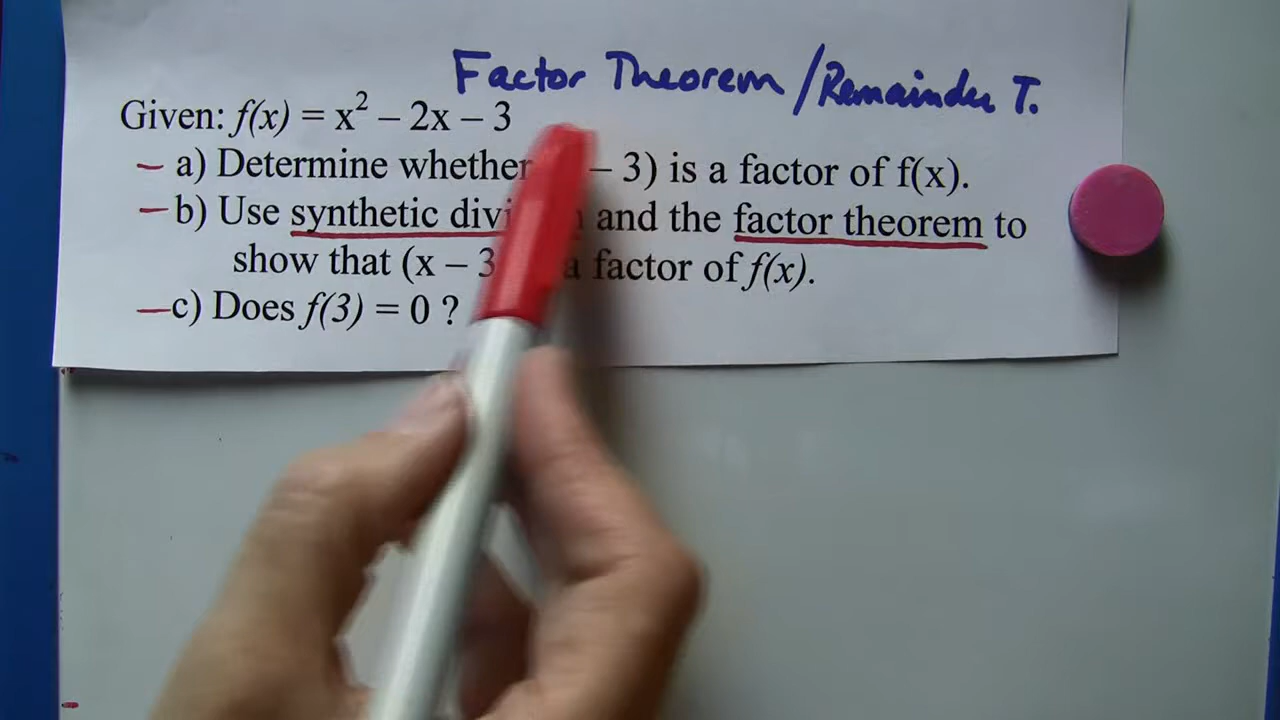 Factor Theorem / Remainder T.
Given: f(x) = x² – 2x – 3
– a) Determine whether – 3) is a factor of f(x).
– b) Use synthetic and the factor theorem to
show that (x – 3 a factor of f(x).
– c) Does f(3) = 0 ?